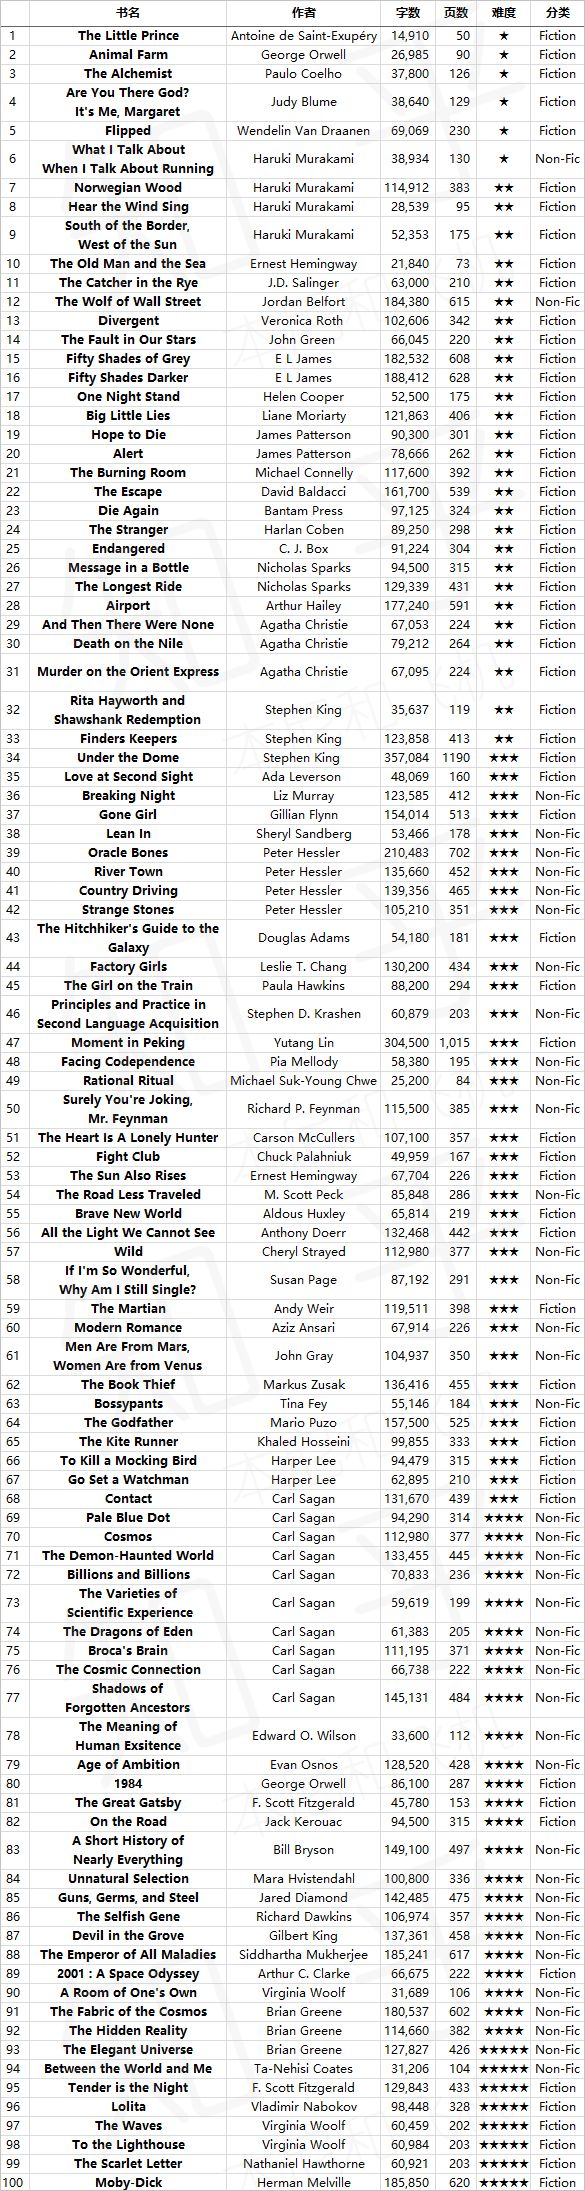 书名 作者 字数 页数 难度 分类
1 The Little Prince Antoine de Saint-Exupéry 14,910 50 ★ Fiction
2 Animal Farm George Orwell 26,985 90 ★ Fiction
3 The Alchemist Paulo Coelho 37,800 126 ★ Fiction
4 Are You There God?
It's Me, Margaret Judy Blume 38,640 129 ★ Fiction
5 Flipped Wendelin Van Draanen 69,069 230 ★ Fiction
6 What I Talk About
When I Talk About Running Haruki Murakami 38,934 130 ★ Non-Fic
7 Norwegian Wood Haruki Murakami 114,912 383 ★★ Fiction
8 Hear the Wind Sing Haruki Murakami 28,539 95 ★★ Fiction
9 South of the Border,
West of the Sun Haruki Murakami 52,353 175 ★★ Fiction
10 The Old Man and the Sea Ernest Hemingway 21,840 73 ★★ Fiction
11 The Catcher in the Rye J.D. Salinger 63,000 210 ★★ Fiction
12 The Wolf of Wall Street Jordan Belfort 184,380 615 ★★ Non-Fic
13 Divergent Veronica Roth 102,606 342 ★★ Fiction
14 The Fault in Our Stars John Green 66,045 220 ★★ Fiction
15 Fifty Shades of Grey E L James 182,532 608 ★★ Fiction
16 Fifty Shades Darker E L James 188,412 628 ★★ Fiction
17 One Night Stand Helen Cooper 52,500 175 ★★ Fiction
18 Big Little Lies Liane Moriarty 121,863 406 ★★ Fiction
19 Hope to Die James Patterson 90,300 301 ★★ Fiction
20 Alert James Patterson 78,666 262 ★★ Fiction
21 The Burning Room Michael Connelly 117,600 392 ★★ Fiction
22 The Escape David Baldacci 161,700 539 ★★ Fiction
23 Die Again Bantam Press 97,125 324 ★★ Fiction
24 The Stranger Harlan Coben 89,250 298 ★★ Fiction
25 Endangered C. J. Box 91,224 304 ★★ Fiction
26 Message in a Bottle Nicholas Sparks 94,500 315 ★★ Fiction
27 The Longest Ride Nicholas Sparks 129,339 431 ★★ Fiction
28 Airport Arthur Hailey 177,240 591 ★★ Fiction
29 And Then There Were None Agatha Christie 67,053 224 ★★ Fiction
30 Death on the Nile Agatha Christie 79,212 264 ★★ Fiction
31 Murder on the Orient Express Agatha Christie 67,095 224 ★★ Fiction
32 Rita Hayworth and
Shawshank Redemption Stephen King 35,637 119 ★★ Fiction
33 Finders Keepers Stephen King 123,858 413 ★★ Fiction
34 Under the Dome Stephen King 357,084 1190 ★★★ Fiction
35 Love at Second Sight Ada Leverson 48,069 160 ★★★ Fiction
36 Breaking Night Liz Murray 123,585 412 ★★★ Non-Fic
37 Gone Girl Gillian Flynn 154,014 513 ★★★ Fiction
38 Lean In Sheryl Sandberg 53,466 178 ★★★ Non-Fic
39 Oracle Bones Peter Hessler 210,483 702 ★★★ Non-Fic
40 River Town Peter Hessler 135,660 452 ★★★ Non-Fic
41 Country Driving Peter Hessler 139,356 465 ★★★ Non-Fic
42 Strange Stones Peter Hessler 105,210 351 ★★★ Non-Fic
43 The Hitchhiker's Guide to the
Galaxy Douglas Adams 54,180 181 ★★★ Fiction
44 Factory Girls Leslie T. Chang 130,200 434 ★★★ Non-Fic
45 The Girl on the Train Paula Hawkins 88,200 294 ★★★ Fiction
46 Principles and Practice in
Second Language Acquisition Stephen D. Krashen 60,879 203 ★★★ Non-Fic
47 Moment in Peking Yutang Lin 304,500 1,015 ★★★ Fiction
48 Facing Codependence Pia Mellody 58,380 195 ★★★ Non-Fic
49 Rational Ritual Michael Suk-Young Chwe 25,200 84 ★★★ Non-Fic
50 Surely You're Joking,
Mr. Feynman Richard P. Feynman 115,500 385 ★★★ Non-Fic
51 The Heart Is A Lonely Hunter Carson McCullers 107,100 357 ★★★ Fiction
52 Fight Club Chuck Palahniuk 49,959 167 ★★★ Fiction
53 The Sun Also Rises Ernest Hemingway 67,704 226 ★★★ Fiction
54 The Road Less Traveled M. Scott Peck 85,848 286 ★★★ Non-Fic
55 Brave New World Aldous Huxley 65,814 219 ★★★ Fiction
56 All the Light We Cannot See Anthony Doerr 132,468 442 ★★★ Fiction
57 Wild Cheryl Strayed 112,980 377 ★★★ Non-Fic
58 If I'm So Wonderful,
Why Am I Still Single? Susan Page 87,192 291 ★★★ Non-Fic
59 The Martian Andy Weir 119,511 398 ★★★ Fiction
60 Modern Romance Aziz Ansari 67,914 226 ★★★ Non-Fic
61 Men Are From Mars,
Women Are from Venus John Gray 104,937 350 ★★★ Non-Fic
62 The Book Thief Markus Zusak 136,416 455 ★★★ Fiction
63 Bossypants Tina Fey 55,146 184 ★★★ Non-Fic
64 The Godfather Mario Puzo 157,500 525 ★★★ Fiction
65 The Kite Runner Khaled Hosseini 99,855 333 ★★★ Fiction
66 To Kill a Mocking Bird Harper Lee 94,479 315 ★★★ Fiction
67 Go Set a Watchman Harper Lee 62,895 210 ★★★ Fiction
68 Contact Carl Sagan 131,670 439 ★★★ Fiction
69 Pale Blue Dot Carl Sagan 94,290 314 ★★★★ Non-Fic
70 Cosmos Carl Sagan 112,980 377 ★★★★ Non-Fic
71 The Demon-Haunted World Carl Sagan 133,455 445 ★★★★ Non-Fic
72 Billions and Billions Carl Sagan 70,833 236 ★★★★ Non-Fic
73 The Varieties of
Scientific Experience Carl Sagan 59,619 199 ★★★★ Non-Fic
74 The Dragons of Eden Carl Sagan 61,383 205 ★★★★ Non-Fic
75 Broca's Brain Carl Sagan 111,195 371 ★★★★ Non-Fic
76 The Cosmic Connection Carl Sagan 66,738 222 ★★★★ Non-Fic
77 Shadows of
Forgotten Ancestors Carl Sagan 145,131 484 ★★★★ Non-Fic
78 The Meaning of
Human Exsitence Edward O. Wilson 33,600 112 ★★★★ Non-Fic
79 Age of Ambition Evan Osnos 128,520 428 ★★★★ Non-Fic
80 1984 George Orwell 86,100 287 ★★★★ Fiction
81 The Great Gatsby F. Scott Fitzgerald 45,780 153 ★★★★ Fiction
82 On the Road Jack Kerouac 94,500 315 ★★★★ Fiction
83 A Short History of
Nearly Everything Bill Bryson 149,100 497 ★★★★ Non-Fic
84 Unnatural Selection Mara Hvistendahl 100,800 336 ★★★★ Non-Fic
85 Guns, Germs, and Steel Jared Diamond 142,485 475 ★★★★ Non-Fic
86 The Selfish Gene Richard Dawkins 106,974 357 ★★★★ Non-Fic
87 Devil in the Grove Gilbert King 137,361 458 ★★★★ Non-Fic
88 The Emperor of All Maladies Siddhartha Mukherjee 185,241 617 ★★★★ Non-Fic
89 2001 : A Space Odyssey Arthur C. Clarke 66,675 222 ★★★★ Fiction
90 A Room of One's Own Virginia Woolf 31,689 106 ★★★★ Non-Fic
91 The Fabric of the Cosmos Brian Greene 180,537 602 ★★★★ Non-Fic
92 The Hidden Reality Brian Greene 114,660 382 ★★★★ Non-Fic
93 The Elegant Universe Brian Greene 127,827 426 ★★★★★ Non-Fic
94 Between the World and Me Ta-Nehisi Coates 31,206 104 ★★★★★ Non-Fic
95 Tender is the Night F. Scott Fitzgerald 129,843 433 ★★★★★ Fiction
96 Lolita Vladimir Nabokov 98,448 328 ★★★★★ Fiction
97 The Waves Virginia Woolf 60,459 202 ★★★★★ Fiction
98 To the Lighthouse Virginia Woolf 60,984 203 ★★★★★ Fiction
99 The Scarlet Letter Nathaniel Hawthorne 60,921 203 ★★★★★ Fiction
100 Moby-Dick Herman Melville 185,850 620 ★★★★★ Fiction